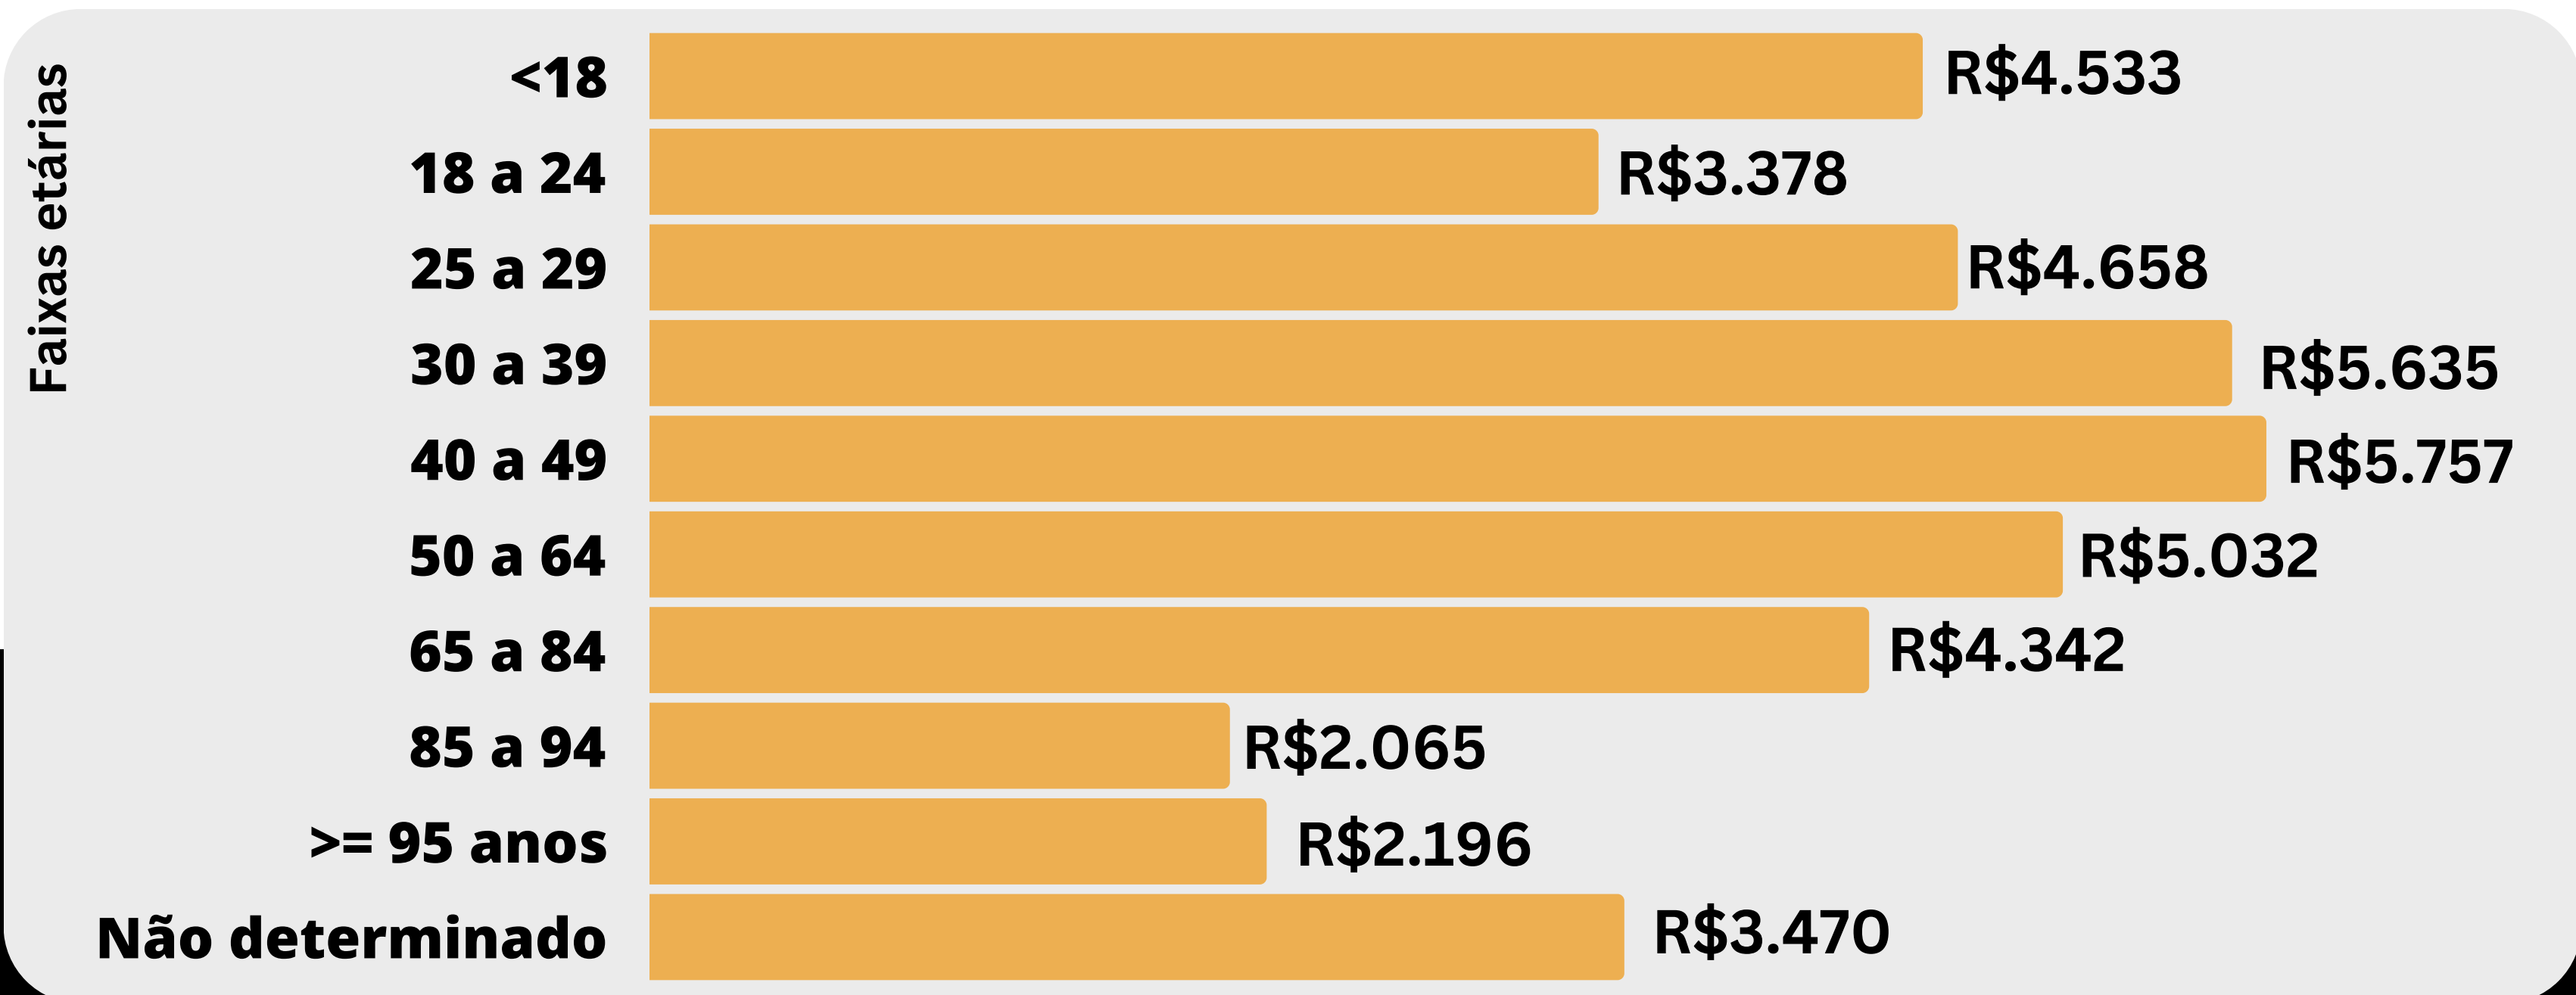 Faixas etárias
<18 R$4.533
18 a 24 R$3.378
25 a 29 R$4.658
30 a 39 R$5.635
40 a 49 R$5.757
50 a 64 R$5.032
65 a 84 R$4.342
85 a 94 R$2.065
>= 95 anos R$2.196
Não determinado R$3.470